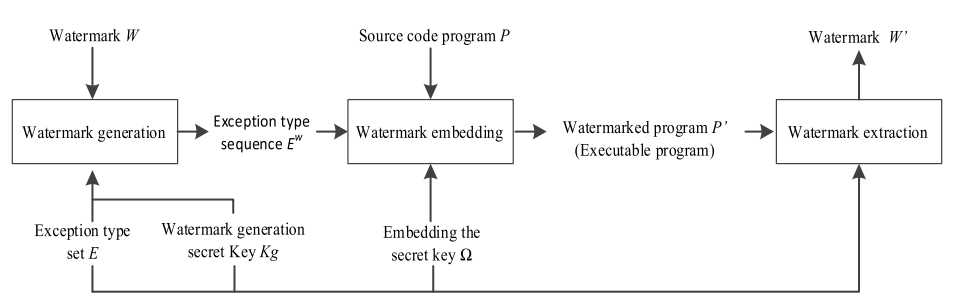 Watermark W
Source code program P
Watermark W'
Watermark generation
Exception type
sequence E^w
Watermark embedding
Watermarked program P'
(Executable program)
Watermark extraction
Exception type
set E
Watermark generation
secret Key Kg
Embedding the
secret key Ω